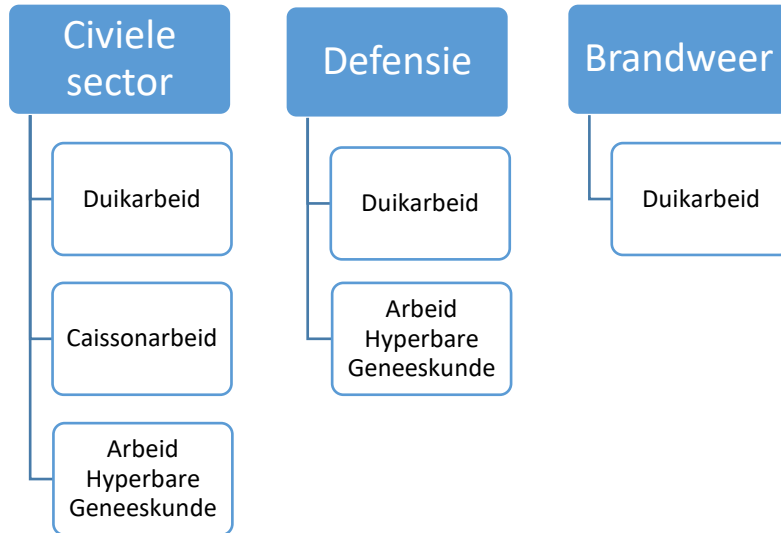 Civiele
sector
Duikarbeid
Caissonarbeid
Arbeid
Hyperbare
Geneeskunde
Defensie
Duikarbeid
Arbeid
Hyperbare
Geneeskunde
Brandweer
Duikarbeid